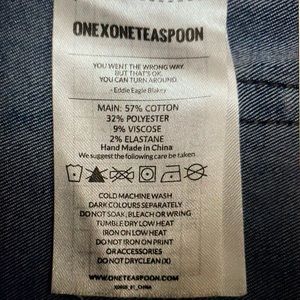 ONEXONETEASPOON
YOU WENT THE WRONG WAY.
BUT THAT'S OK.
YOU CAN TURN AROUND.
- Eddie Eagle Blakey
MAIN: 57% COTTON
32% POLYESTER
9% VISCOSE
2% ELASTANE
Hand Made in China
We suggest the following care be taken
COLD MACHINE WASH
DARK COLOURS SEPARATELY
DO NOT SOAK, BLEACH OR WRING
TUMBLE DRY LOW HEAT
IRON ON LOW HEAT
DO NOT IRON ON PRINT
OR ACCESSORIES
DO NOT DRYCLEAN (X)
WWW.ONETEASPOON.COM